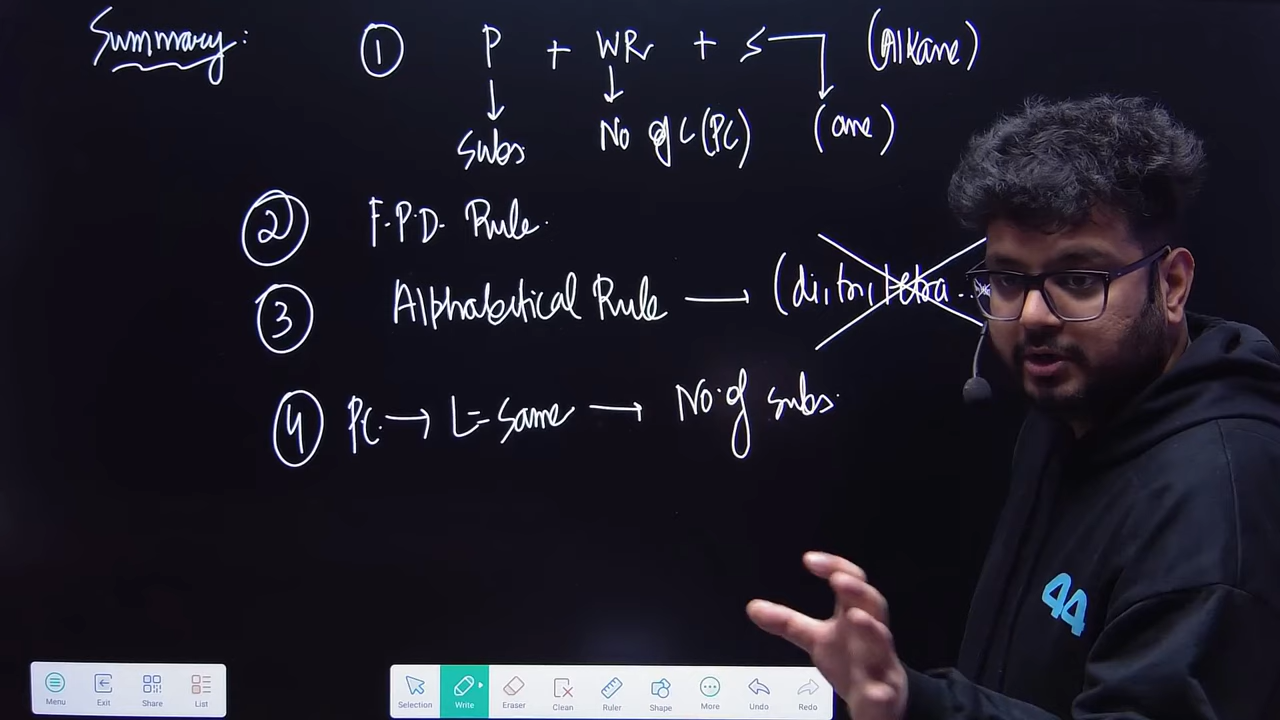 Summary: ① P + WR + S (Alkane)
Subs. No of C (PC) (ane)
② F.P.D. Rule.
③ Alphabetical Rule → (di, tri, tetra...
④ PC → L = Same → No. of subs.
44
Menu Exit Share List Selection Write Eraser Clean Ruler Shape More Undo Redo